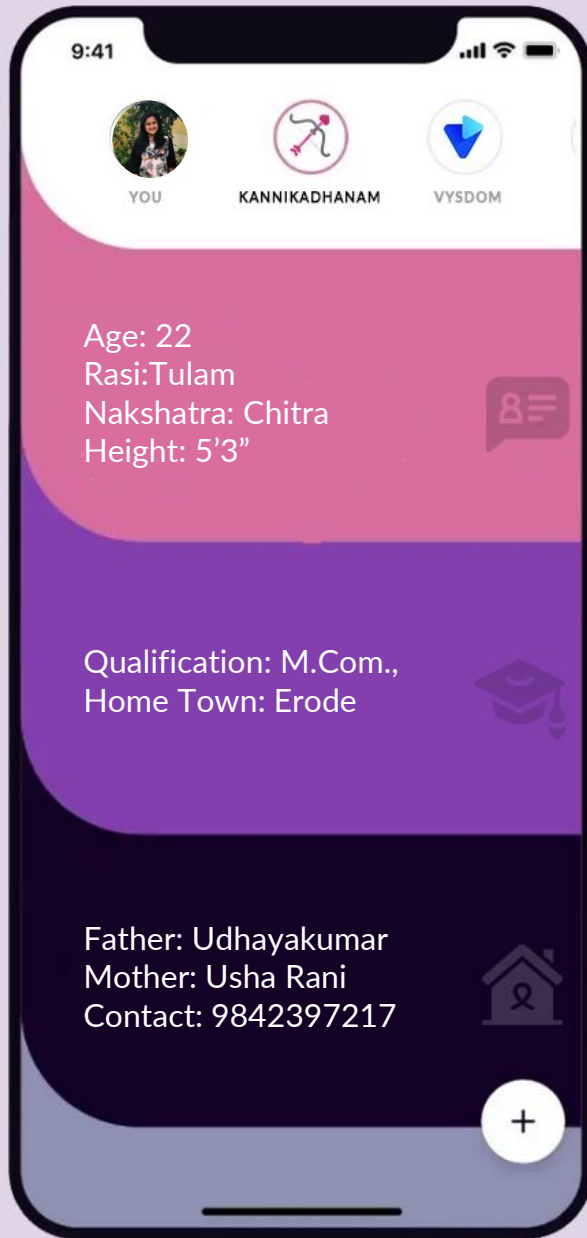 9:41
YOU
KANNIKADHANAM
VYSDOM
Age: 22
Rasi:Tulam
Nakshatra: Chitra
Height: 5’3”
Qualification: M.Com.,
Home Town: Erode
Father: Udhayakumar
Mother: Usha Rani
Contact: 9842397217
+